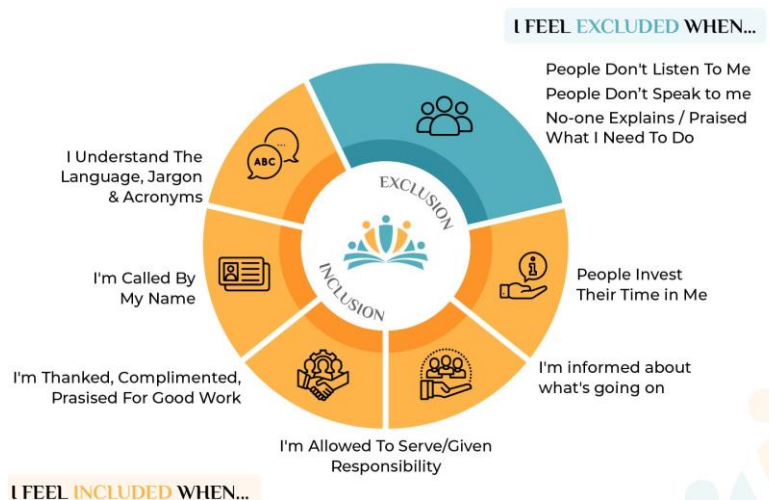 I FEEL EXCLUDED WHEN...
People Don't Listen To Me
People Don’t Speak to me
No-one Explains / Praised
What I Need To Do
EXCLUSION
INCLUSION
ABC
I Understand The
Language, Jargon
& Acronyms
I'm Called By
My Name
I'm Thanked, Complimented,
Prasised For Good Work
I'm Allowed To Serve/Given
Responsibility
I'm informed about
what's going on
i
People Invest
Their Time in Me
I FEEL INCLUDED WHEN...